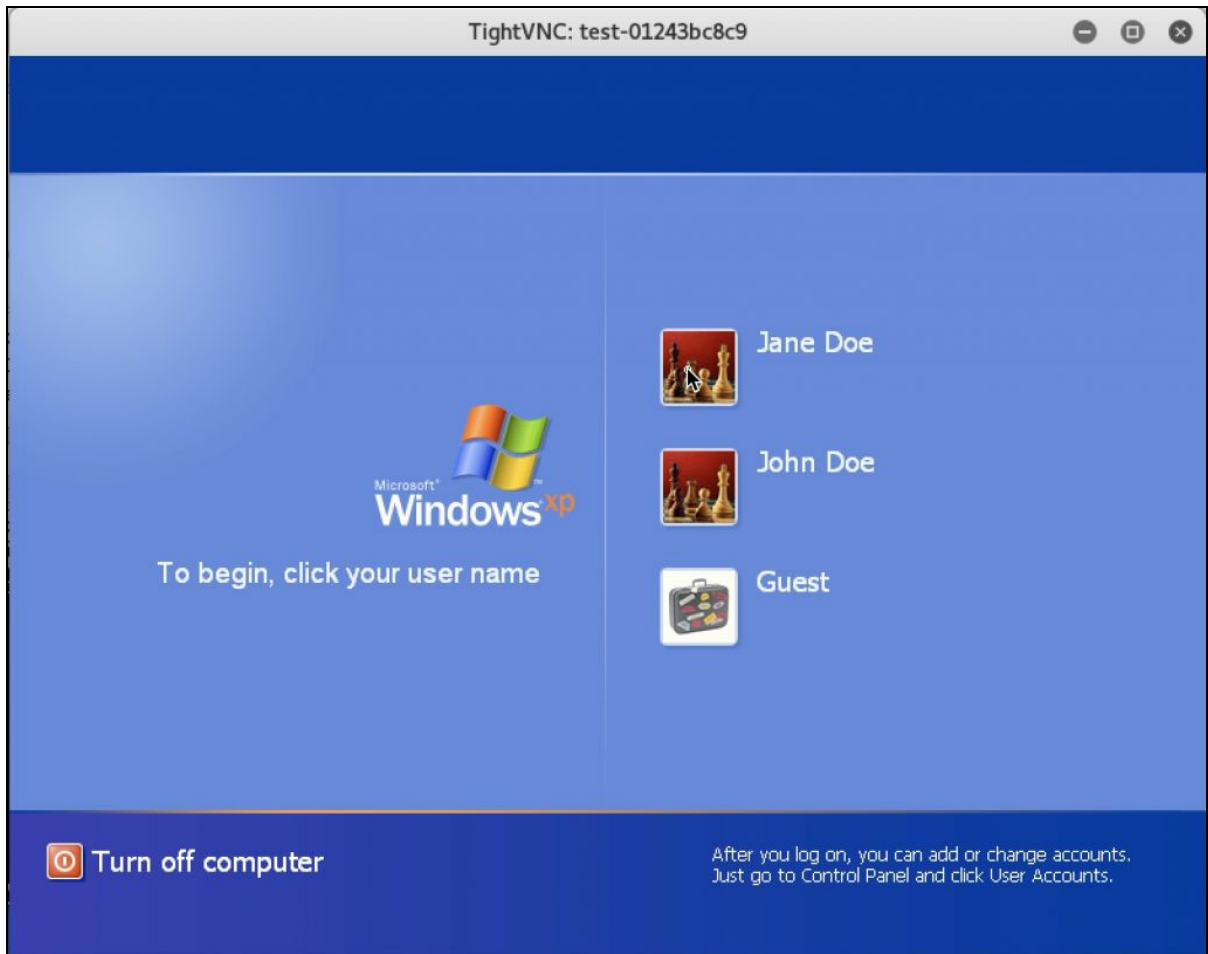 TightVNC: test-01243bc8c9
Jane Doe
John Doe
Guest
Microsoft®
Windows xp™
To begin, click your user name
Turn off computer
After you log on, you can add or change accounts.
Just go to Control Panel and click User Accounts.